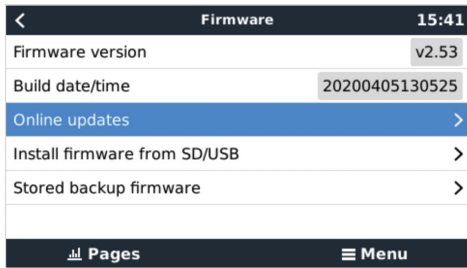 Firmware 15:41
Firmware version v2.53
Build date/time 20200405130525
Online updates
Install firmware from SD/USB
Stored backup firmware
Pages Menu